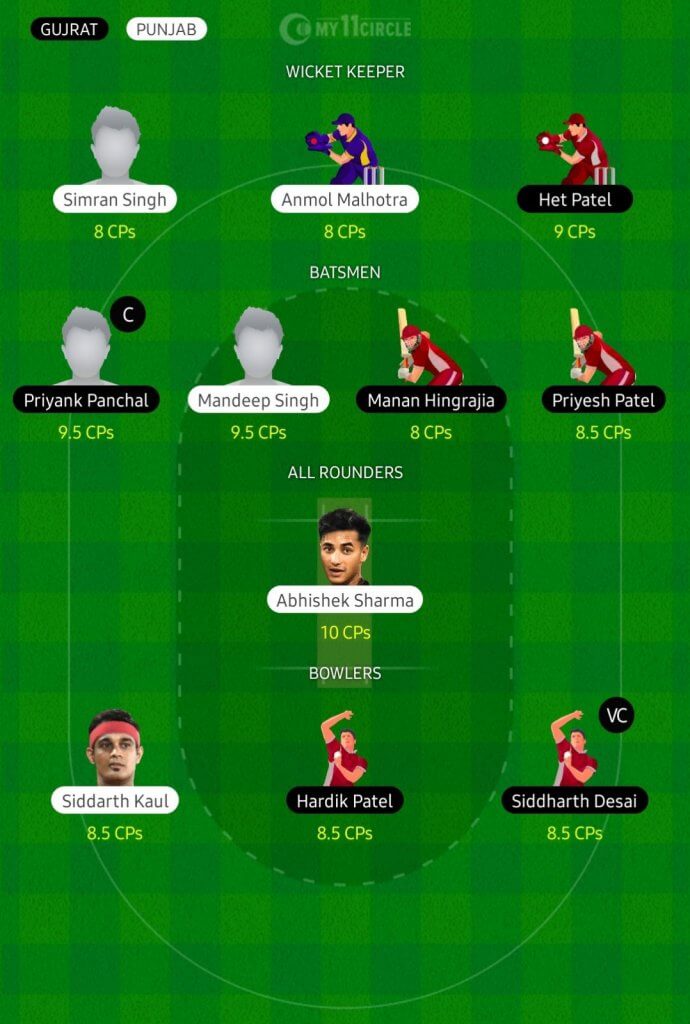 GUJRAT PUNJAB MY11CIRCLE
WICKET KEEPER
Simran Singh Anmol Malhotra Het Patel
8 CPs 8 CPs 9 CPs
BATSMEN
C
Priyank Panchal Mandeep Singh Manan Hingrajia Priyesh Patel
9.5 CPs 9.5 CPs 8 CPs 8.5 CPs
ALL ROUNDERS
Abhishek Sharma
10 CPs
BOWLERS
VC
Siddarth Kaul Hardik Patel Siddharth Desai
8.5 CPs 8.5 CPs 8.5 CPs